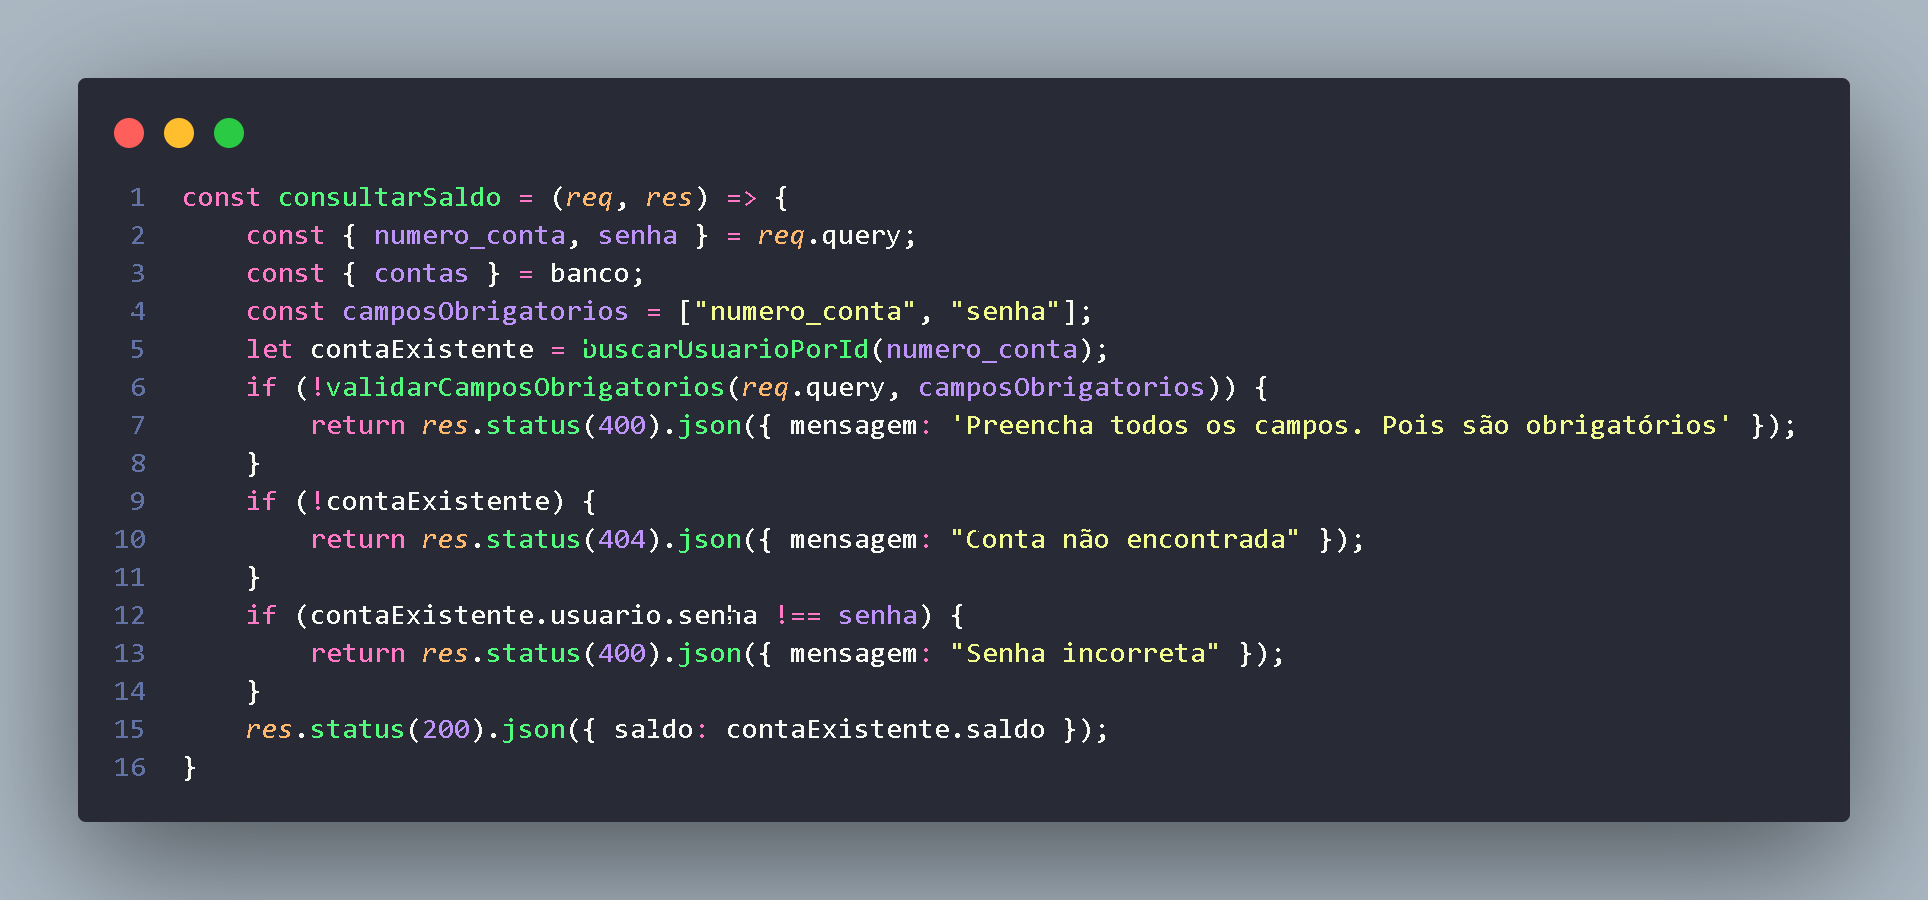 1 const consultarSaldo = (req, res) => {
2     const { numero_conta, senha } = req.query;
3     const { contas } = banco;
4     const camposObrigatorios = ["numero_conta", "senha"];
5     let contaExistente = buscarUsuarioPorId(numero_conta);
6     if (!validarCamposObrigatorios(req.query, camposObrigatorios)) {
7         return res.status(400).json({ mensagem: 'Preencha todos os campos. Pois são obrigatórios' });
8     }
9     if (!contaExistente) {
10         return res.status(404).json({ mensagem: "Conta não encontrada" });
11     }
12     if (contaExistente.usuario.senha !== senha) {
13         return res.status(400).json({ mensagem: "Senha incorreta" });
14     }
15     res.status(200).json({ saldo: contaExistente.saldo });
16 }